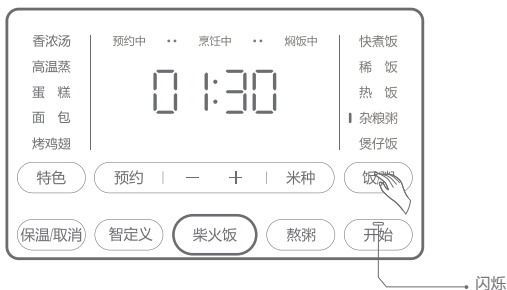 香浓汤
高温蒸
蛋 糕
面 包
烤鸡翅
预约中 ·· 烹饪中 ·· 焖饭中
01:30
快煮饭
稀 饭
热 饭
杂粮粥
煲仔饭
特色
预约 | — + | 米种
饭粥
保温/取消
智定义
柴火饭
熬粥
开始
闪烁